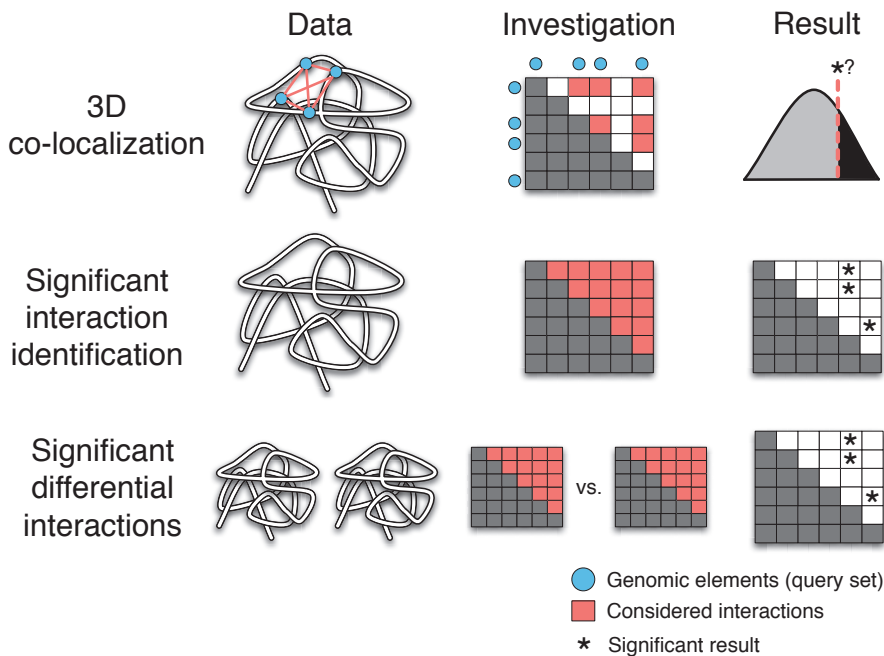 Data
Investigation
Result
3D
co-localization
*?
Significant
interaction
identification
*
*
*
Significant
differential
interactions
vs.
*
*
*
Genomic elements (query set)
Considered interactions
* Significant result